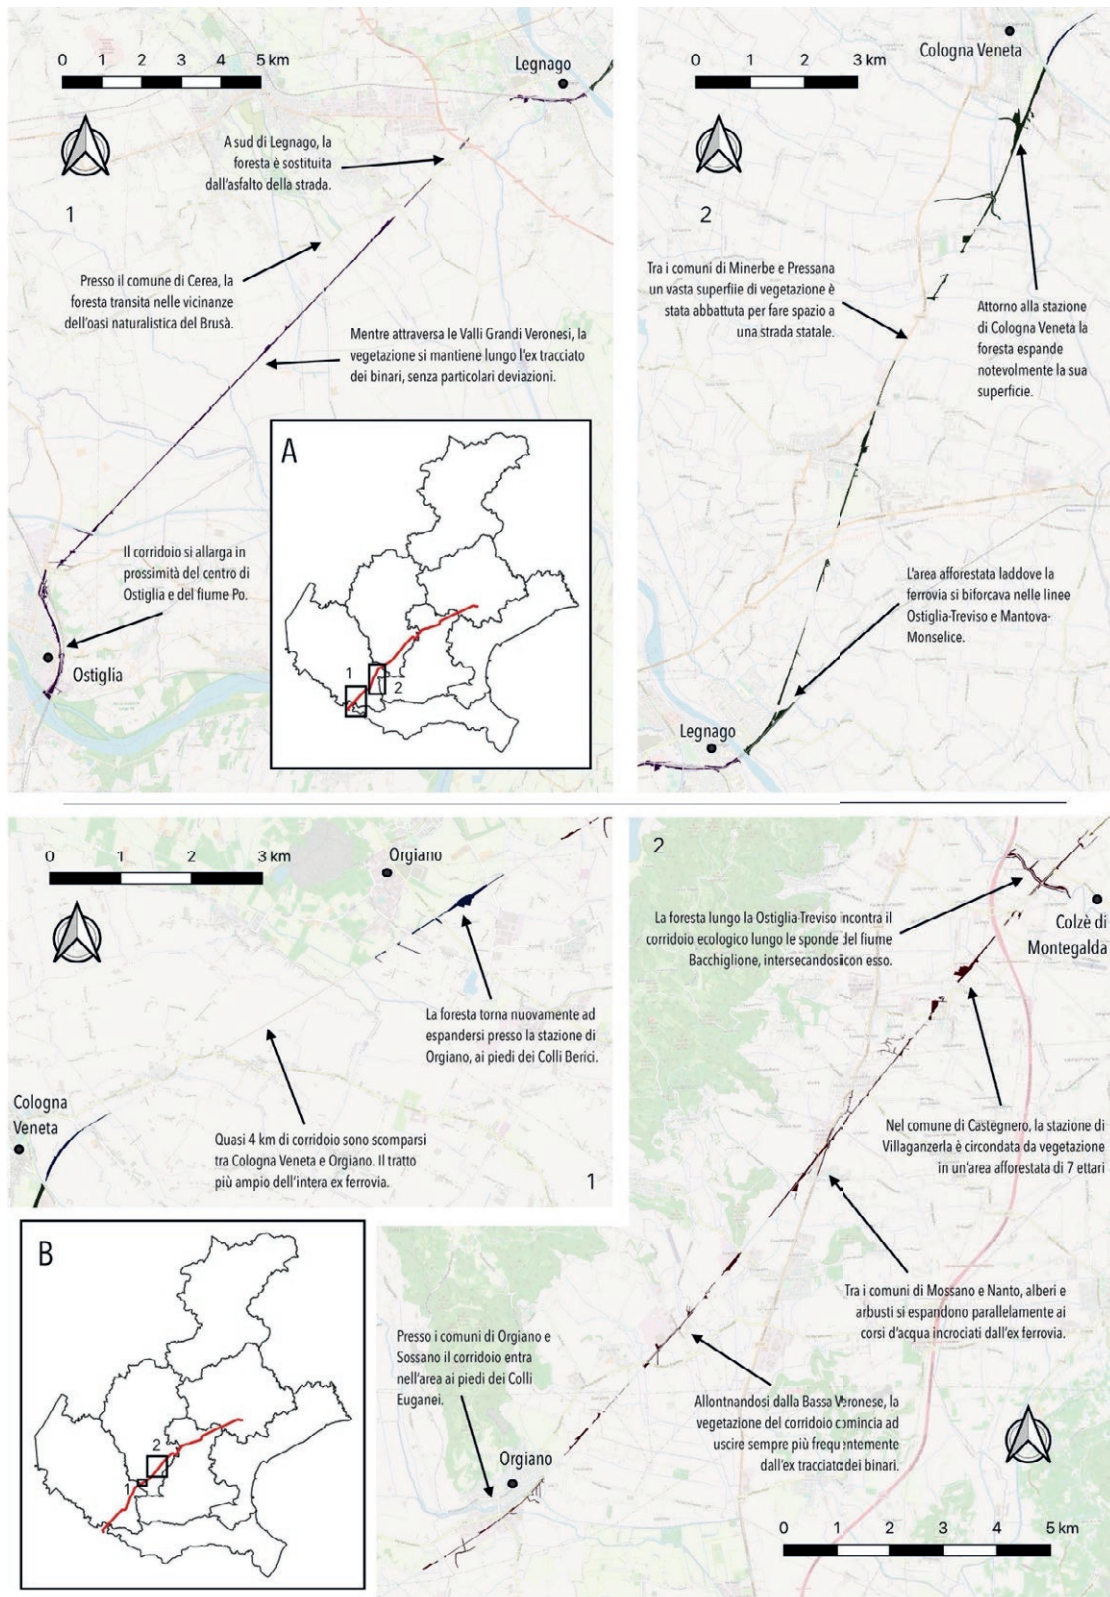 0 1 2 3 4 5 km
Legnago
A sud di Legnago, la
foresta è sostituita
dall'asfalto della strada.
1
Presso il comune di Cerea, la
foresta transita nelle vicinanze
dell'oasi naturalistica del Brusà.
Mentre attraversa le Valli Grandi Veronesi, la
vegetazione si mantiene lungo l'ex tracciato
dei binari, senza particolari deviazioni.
Il corridoio si allarga in
prossimità del centro di
Ostiglia e del fiume Po.
Ostiglia
A
1
2
0 1 2 3 km
Cologna Veneta
2
Tra i comuni di Minerbe e Pressana
un vasta superfiie di vegetazione è
stata abbattuta per fare spazio a
una strada statale.
Attorno alla stazione
di Cologna Veneta la
foresta espande
notevolmente la sua
superficie.
L'area afforestata laddove la
ferrovia si biforcava nelle linee
Ostiglia-Treviso e Mantova-
Monselice.
Legnago
0 1 2 3 km
Orgiano
La foresta torna nuovamente ad
espandersi presso la stazione di
Orgiano, ai piedi dei Colli Berici.
Cologna
Veneta
Quasi 4 km di corridoio sono scomparsi
tra Cologna Veneta e Orgiano. Il tratto
più ampio dell'intera ex ferrovia.
1
B
2
1
2
La foresta lungo la Ostiglia-Treviso incontra il
corridoio ecologico lungo le sponde del fiume
Bacchiglione, intersecandosi con esso.
Colzè di
Montegalda
Nel comune di Castegnero, la stazione di
Villaganzerla è circondata da vegetazione
in un'area afforestata di 7 ettari
Tra i comuni di Mossano e Nanto, alberi e
arbusti si espandono parallelamente ai
corsi d'acqua incrociati dall'ex ferrovia.
Presso i comuni di Orgiano e
Sossano il corridoio entra
nell'area ai piedi dei Colli
Euganei.
Allontnandosi dalla Bassa Veronese, la
vegetazione del corridoio comincia ad
uscire sempre più frequentemente
dall'ex tracciato dei binari.
Orgiano
0 1 2 3 4 5 km